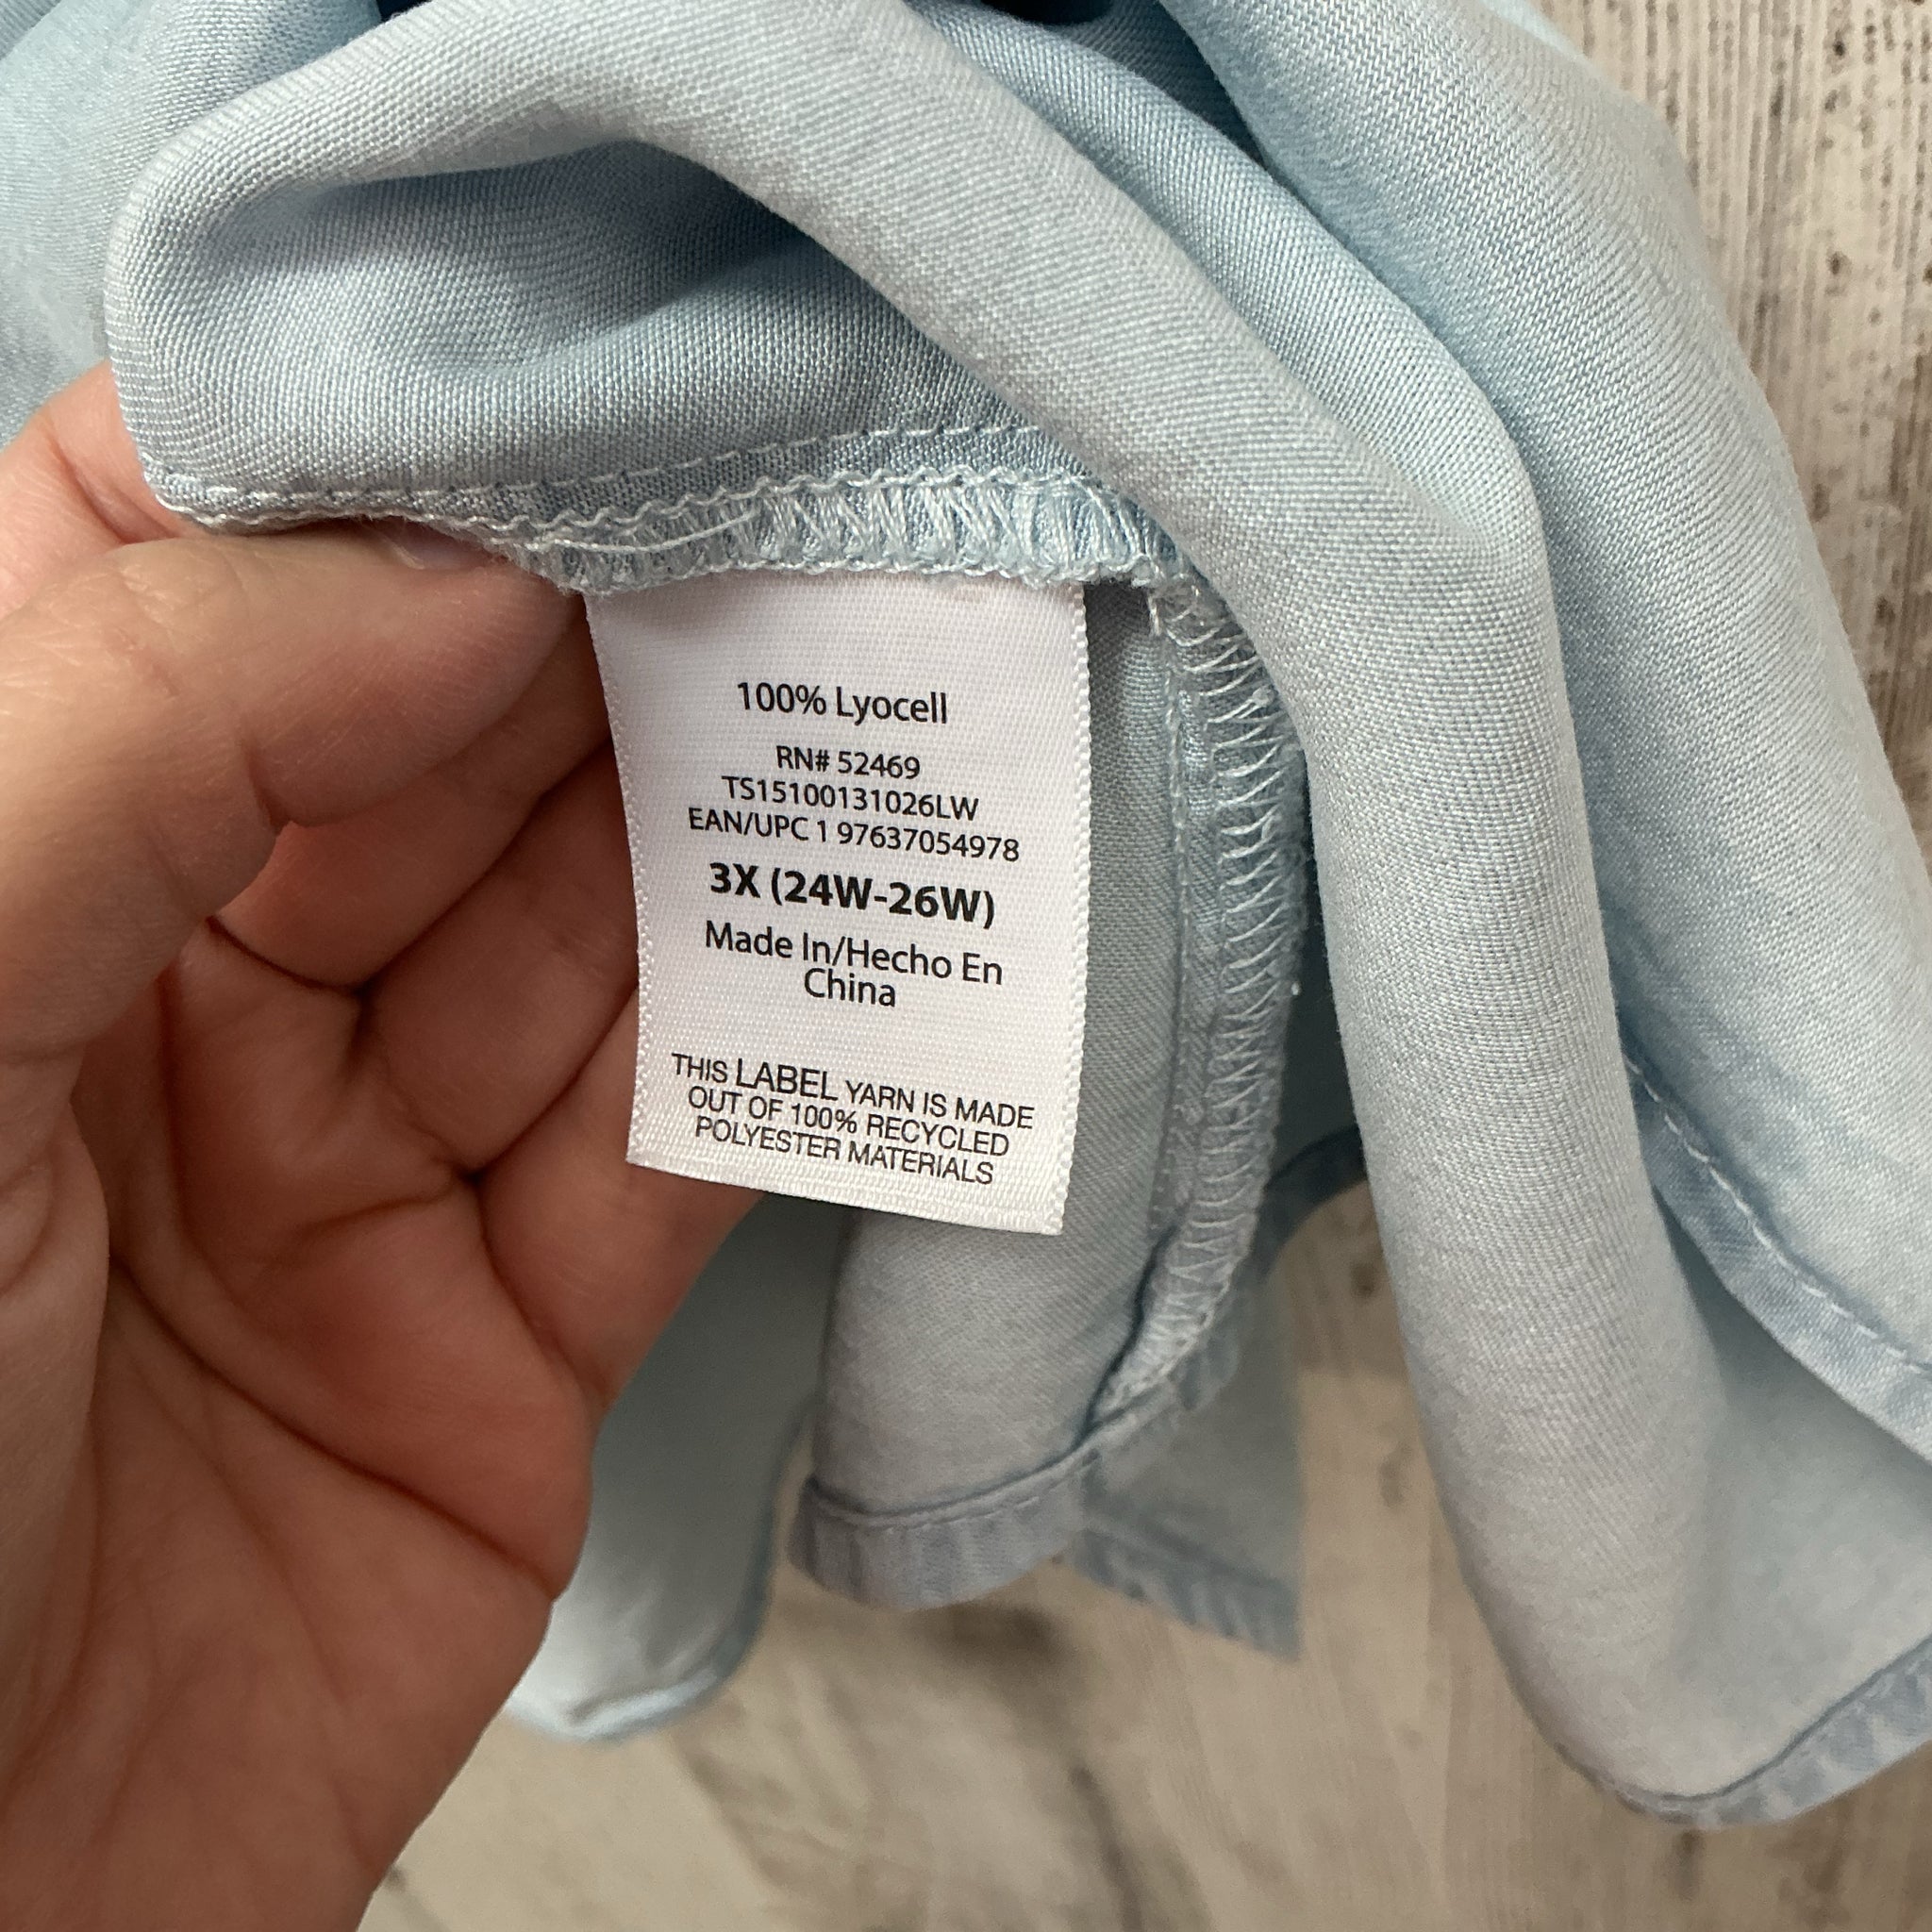 100% Lyocell
RN# 52469
TS15100131026LW
EAN/UPC 1 97637054978
3X (24W-26W)
Made In/Hecho En
China
THIS LABEL YARN IS MADE
OUT OF 100% RECYCLED
POLYESTER MATERIALS